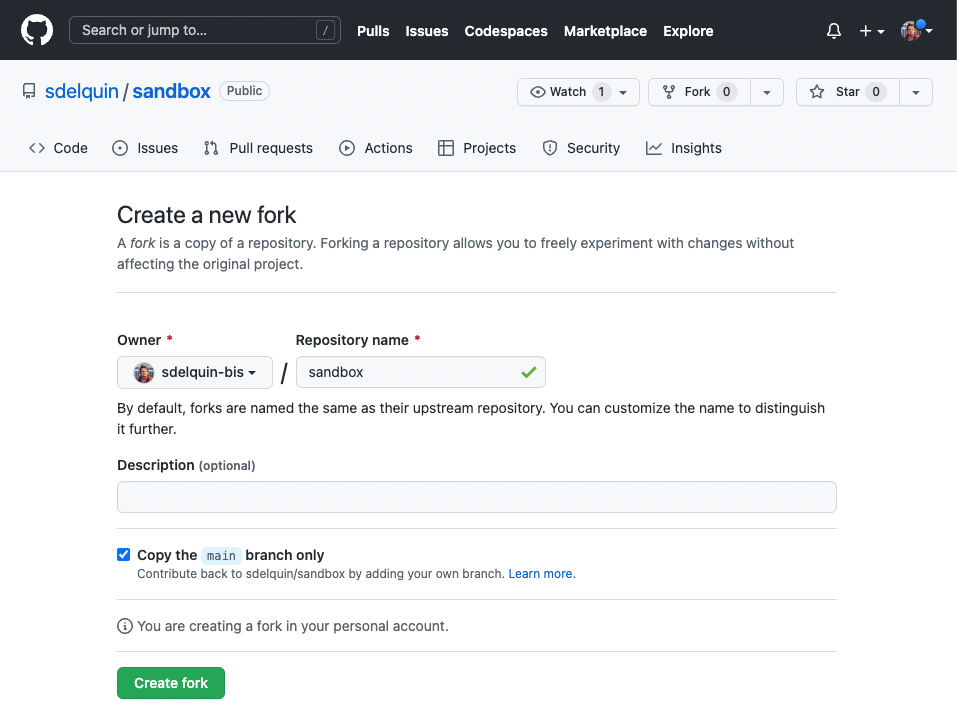 Search or jump to... / Pulls Issues Codespaces Marketplace Explore
sdelquin / sandbox Public Watch 1 Fork 0 Star 0
Code Issues Pull requests Actions Projects Security Insights
Create a new fork
A fork is a copy of a repository. Forking a repository allows you to freely experiment with changes without
affecting the original project.
Owner * Repository name *
sdelquin-bis / sandbox
By default, forks are named the same as their upstream repository. You can customize the name to distinguish
it further.
Description (optional)
Copy the main branch only
Contribute back to sdelquin/sandbox by adding your own branch. Learn more.
You are creating a fork in your personal account.
Create fork